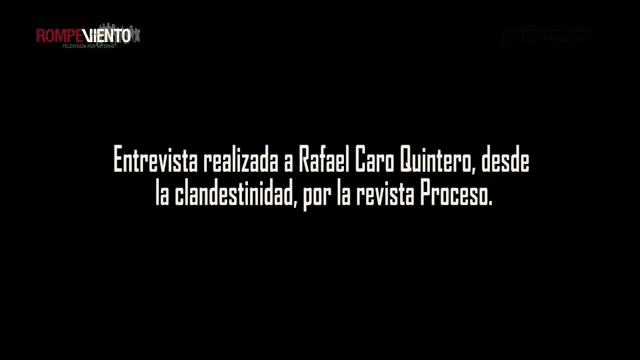 ROMPEVIENTO
TELEVISIÓN POR INTERNET
Entrevista realizada a Rafael Caro Quintero, desde
la clandestinidad, por la revista Proceso.